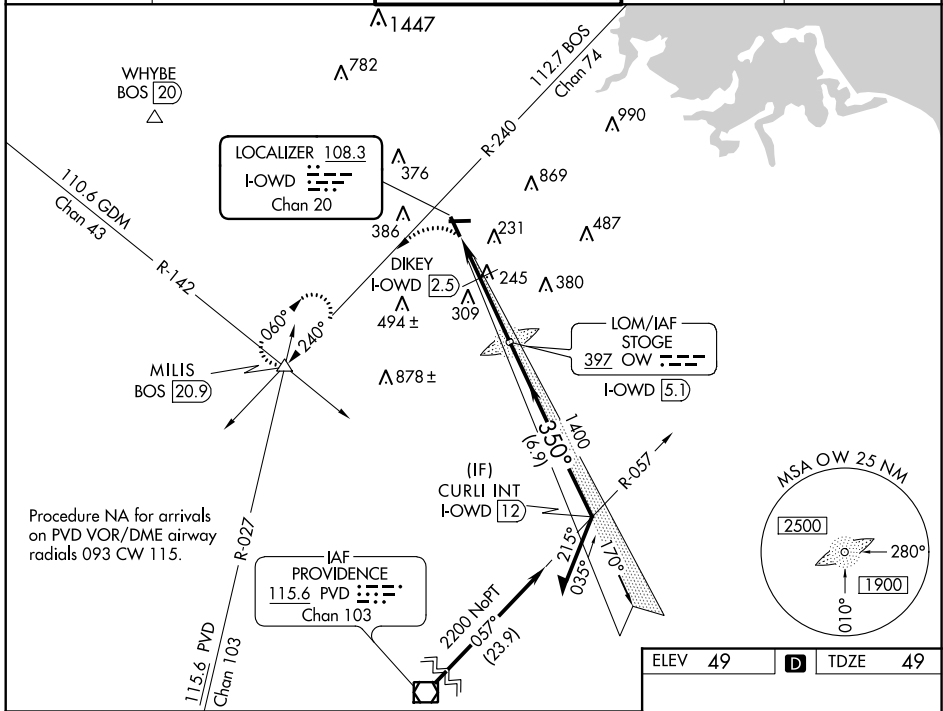 1447
782
WHYBE
BOS 20
112.7 BOS
Chan 74
R-240
990
LOCALIZER 108.3
I-OWD
Chan 20
376
869
110.6 GDM
Chan 43
R-142
386
231
487
DIKEY
I-OWD 2.5
245
380
309
494 ±
060°
240°
LOM/IAF
STOGE
397 OW
I-OWD 5.1
MILIS
BOS 20.9
878 ±
1400
350°
(6.9)
R-057
(IF)
CURLI INT
I-OWD 12
MSA OW 25 NM
2500
280°
1900
010°
Procedure NA for arrivals
on PVD VOR/DME airway
radials 093 CW 115.
R-027
215°
035°
170°
IAF
PROVIDENCE
115.6 PVD
Chan 103
2200 NoPT
057°
(23.9)
115.6 PVD
Chan 103
ELEV 49 D TDZE 49